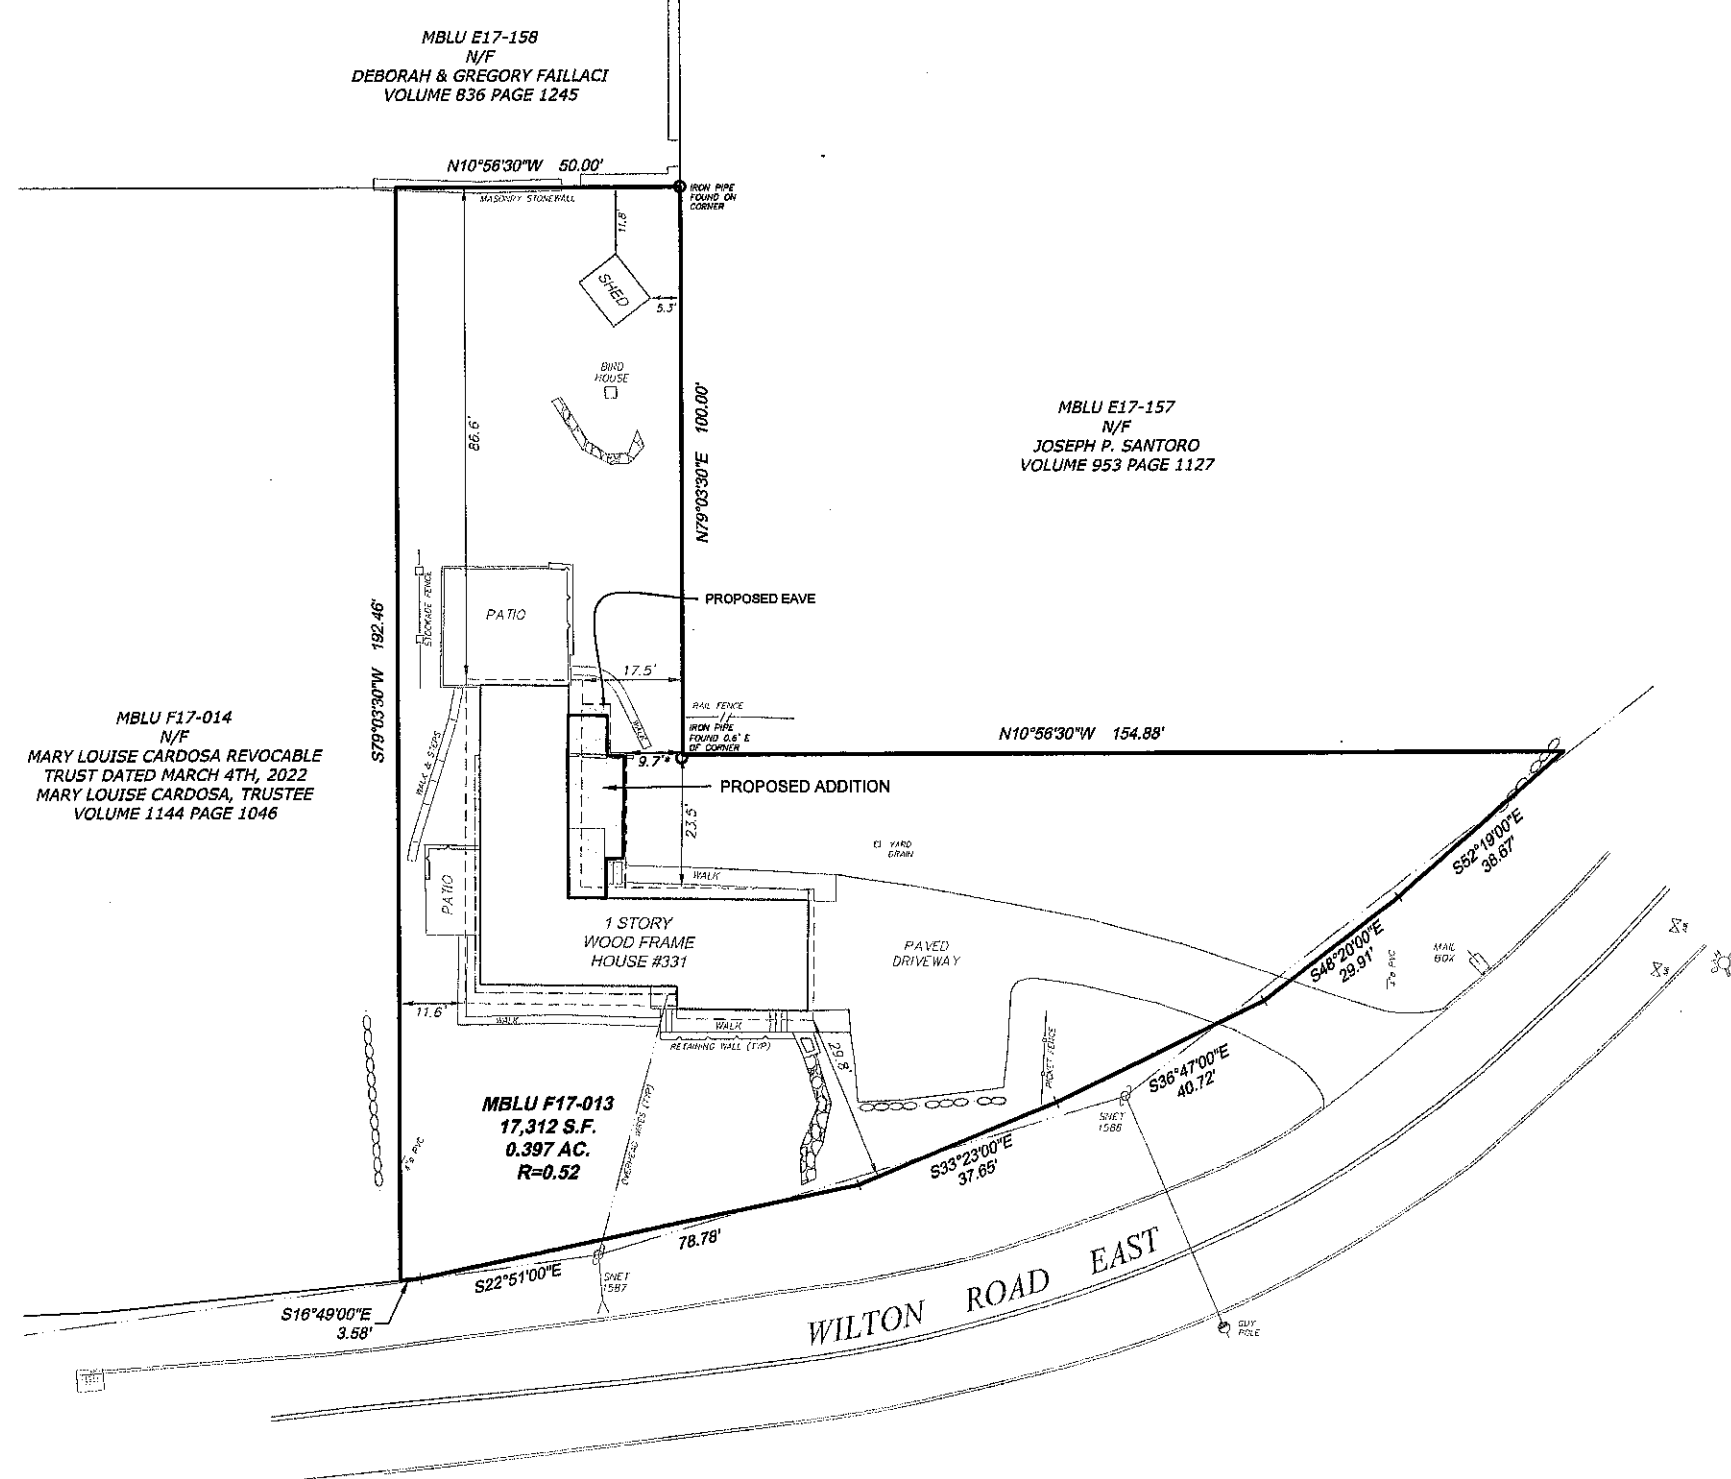 MBLU E17-158
N/F
DEBORAH & GREGORY FAILLACI
VOLUME 836 PAGE 1245
N10°56'30"W 50.00'
MASONRY STONEWALL
IRON PIPE
FOUND ON
CORNER
11.8'
SHED
5.3'
BIRD
HOUSE
86.6'
N79°03'30"E 100.00'
MBLU E17-157
N/F
JOSEPH P. SANTORO
VOLUME 953 PAGE 1127
STOCKADE FENCE
PATIO
PROPOSED EAVE
S79°03'30"W 192.46'
17.5'
WALK
RAIL FENCE
IRON PIPE
FOUND 0.6' E
OF CORNER
N10°56'30"W 154.88'
MBLU F17-014
N/F
MARY LOUISE CARDOSA REVOCABLE
TRUST DATED MARCH 4TH, 2022
MARY LOUISE CARDOSA, TRUSTEE
VOLUME 1144 PAGE 1046
WALK & STEPS
9.7'±
PROPOSED ADDITION
23.5'
YARD
DRAIN
WALK
PATIO
1 STORY
WOOD FRAME
HOUSE #331
PAVED
DRIVEWAY
S52°19'00"E
38.67'
S48°20'00"E
29.91'
MAIL
BOX
11.6'
WALK
WALK
RETAINING WALL (TYP)
29.8'
PICKET FENCE
S36°47'00"E
40.72'
SNET
1586
MBLU F17-013
17,312 S.F.
0.397 AC.
R=0.52
OVERHEAD WIRES (TYP)
S33°23'00"E
37.65'
78.78'
S22°51'00"E
SNET
1587
S16°49'00"E
3.58'
WILTON ROAD EAST
GUY
POLE